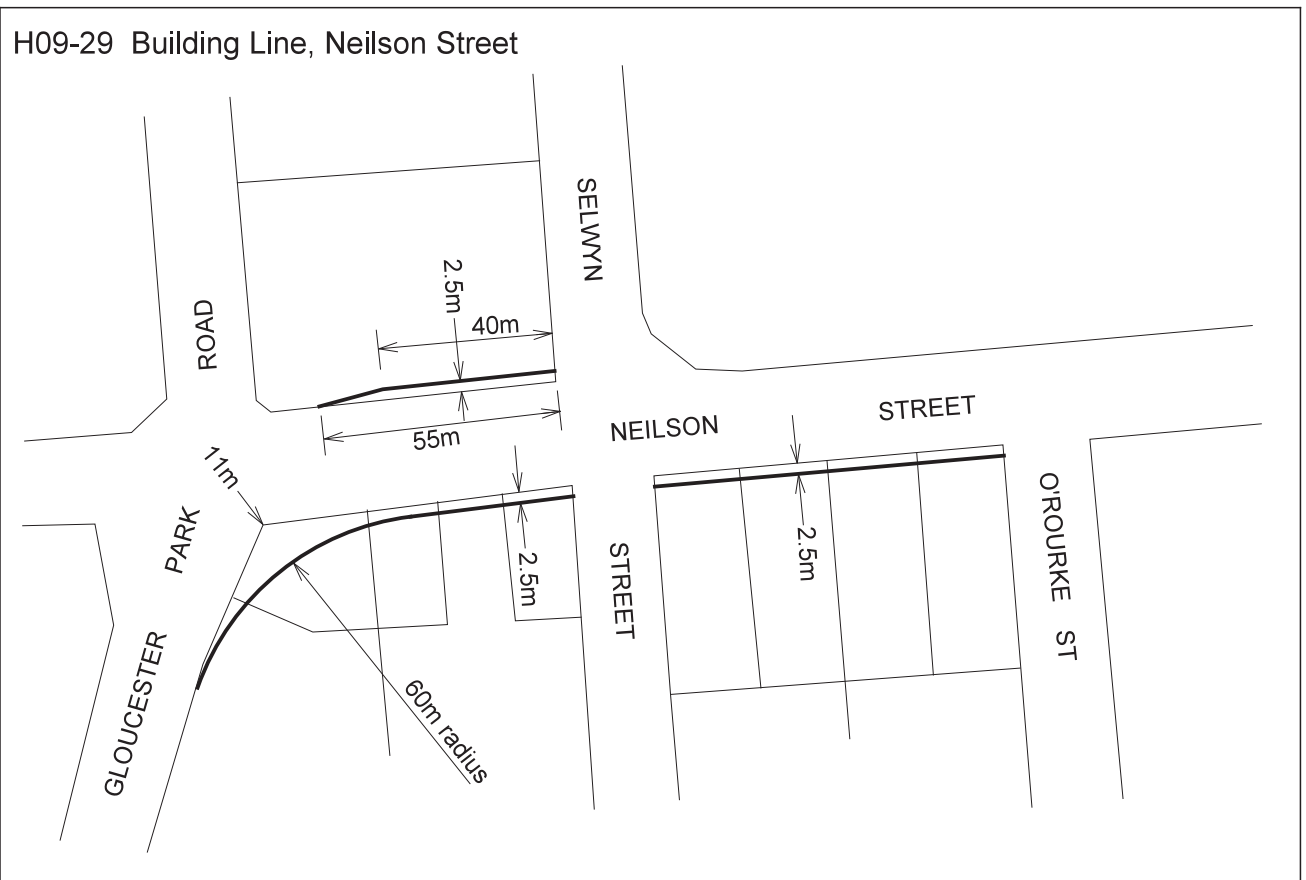 H09-29 Building Line, Neilson Street
SELWYN
2.5m
ROAD
40m
55m
NEILSON
STREET
11m
PARK
O'ROURKE ST
2.5m
2.5m
STREET
GLOUCESTER
60m radius